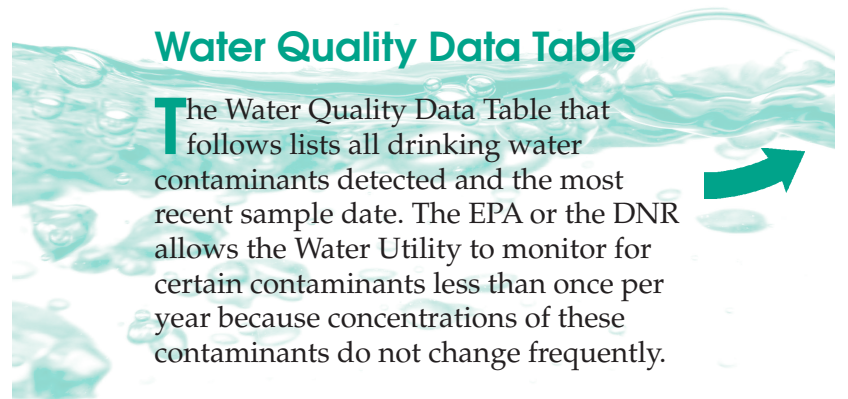 Water Quality Data Table
The Water Quality Data Table that
follows lists all drinking water
contaminants detected and the most
recent sample date. The EPA or the DNR
allows the Water Utility to monitor for
certain contaminants less than once per
year because concentrations of these
contaminants do not change frequently.